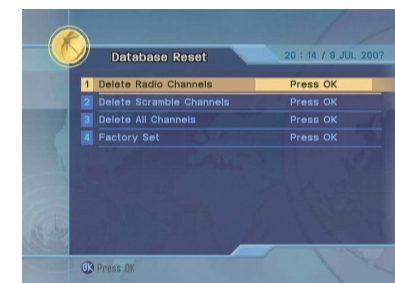 Database Reset 20 : 14 / 9 JUL 2007
1 Delete Radio Channels Press OK
2 Delete Scramble Channels Press OK
3 Delete All Channels Press OK
4 Factory Set Press OK
OK Press OK